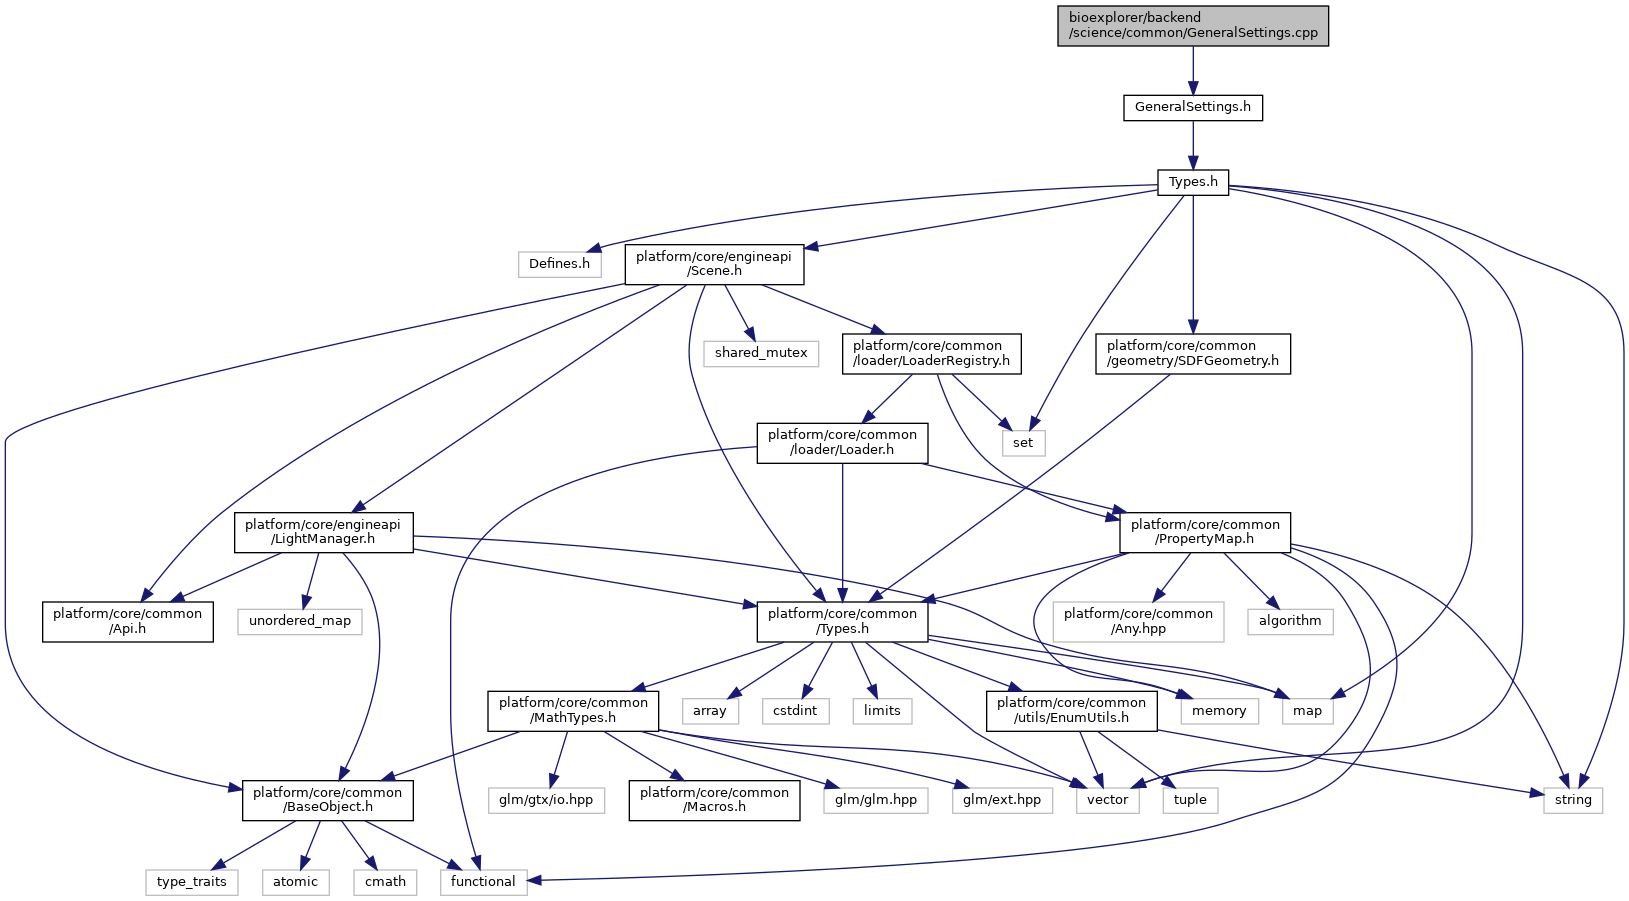 bioexplorer/backend
/science/common/GeneralSettings.cpp
GeneralSettings.h
Types.h
Defines.h
platform/core/engineapi
/Scene.h
shared_mutex
platform/core/common
/loader/LoaderRegistry.h
platform/core/common
/geometry/SDFGeometry.h
platform/core/common
/loader/Loader.h
set
platform/core/engineapi
/LightManager.h
platform/core/common
/PropertyMap.h
platform/core/common
/Api.h
unordered_map
platform/core/common
/Types.h
platform/core/common
/Any.hpp
algorithm
platform/core/common
/MathTypes.h
array
cstdint
limits
platform/core/common
/utils/EnumUtils.h
memory
map
platform/core/common
/BaseObject.h
glm/gtx/io.hpp
platform/core/common
/Macros.h
glm/glm.hpp
glm/ext.hpp
vector
tuple
string
type_traits
atomic
cmath
functional